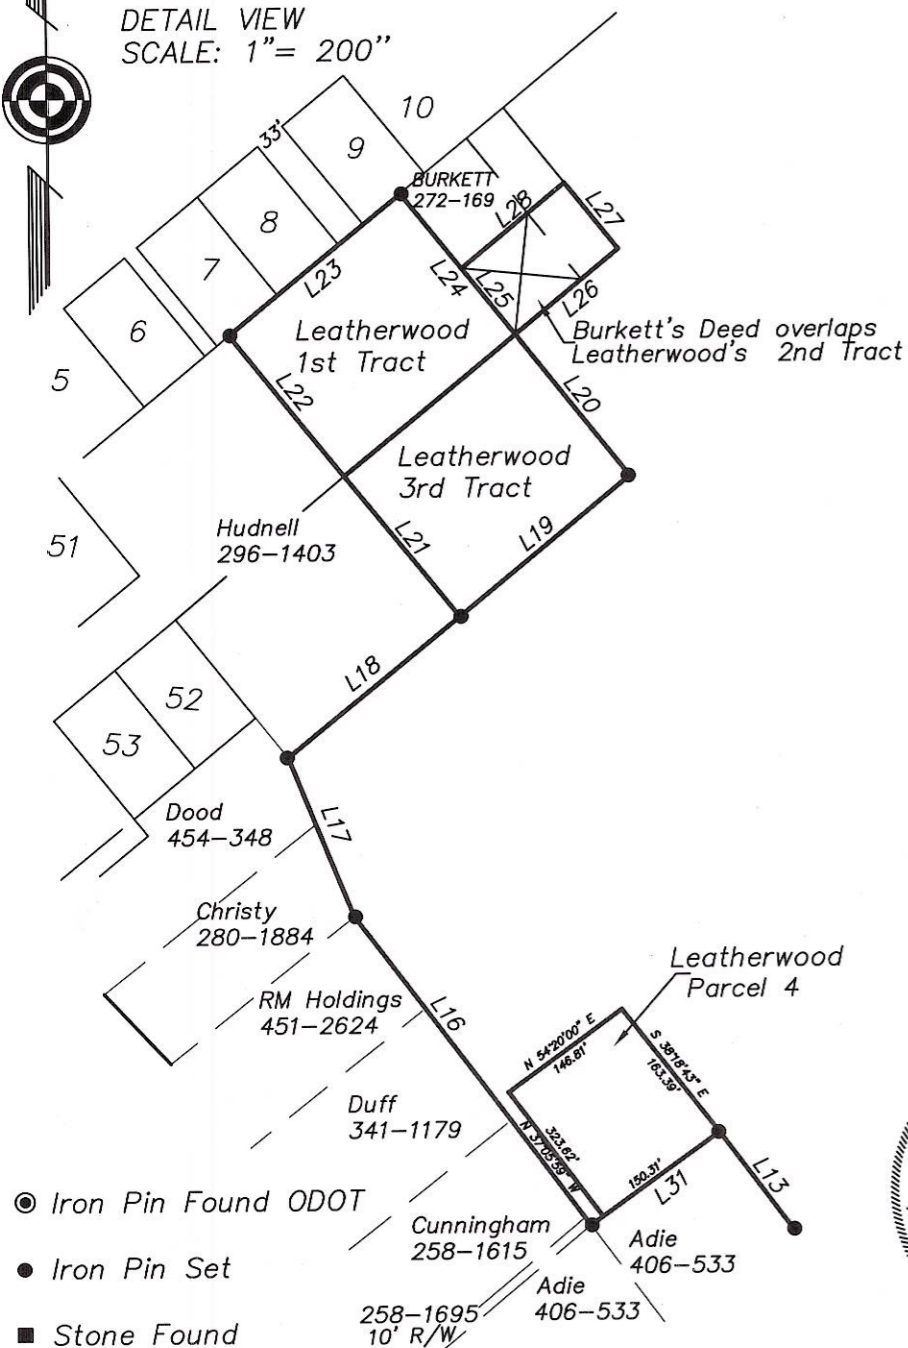 DETAIL VIEW
SCALE: 1"= 200"
10
33'
9
BURKETT
272-169
8
L28
L27
7
L23
L24
L25
L26
6
Leatherwood
1st Tract
Burkett's Deed overlaps
Leatherwood's 2nd Tract
5
L22
L20
Leatherwood
3rd Tract
Hudnell
296-1403
51
L21
L19
L18
52
53
Dood
454-348
L17
Christy
280-1884
Leatherwood
Parcel 4
RM Holdings
451-2624
L16
N 54°20'00" E
146.81'
S 38°18'43" E
163.39'
Duff
341-1179
323.62'
N 37°05'59" W
150.31'
L31
L13
Iron Pin Found ODOT
Cunningham
258-1615
Adie
406-533
Iron Pin Set
Adie
406-533
258-1695
10' R/W
Stone Found